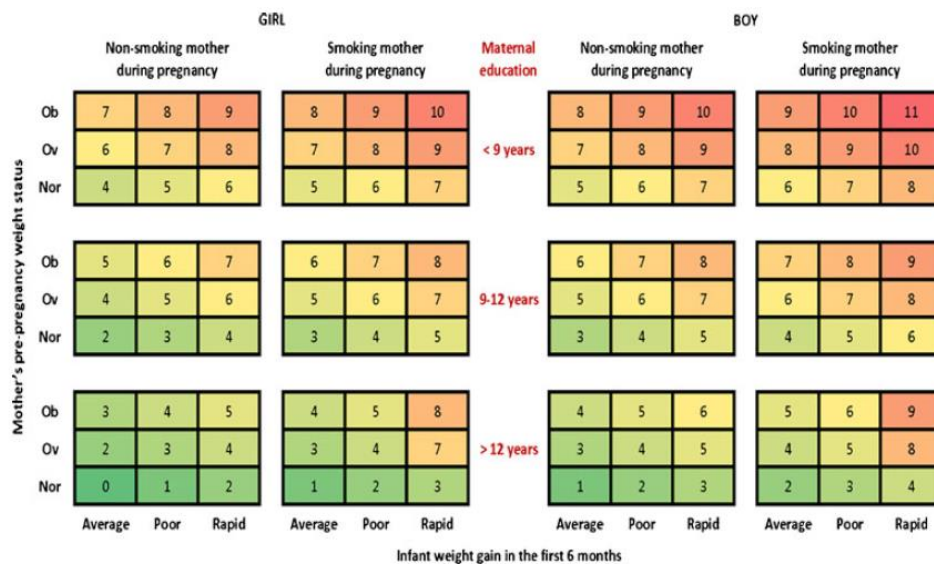 GIRL BOY
Non-smoking mother Smoking mother Maternal Non-smoking mother Smoking mother
during pregnancy during pregnancy education during pregnancy during pregnancy
Mother's pre-pregnancy weight status
Ob 7 8 9 8 9 10 8 9 10 9 10 11
Ov 6 7 8 7 8 9 < 9 years 7 8 9 8 9 10
Nor 4 5 6 5 6 7 5 6 7 6 7 8
Ob 5 6 7 6 7 8 6 7 8 7 8 9
Ov 4 5 6 5 6 7 9-12 years 5 6 7 6 7 8
Nor 2 3 4 3 4 5 3 4 5 4 5 6
Ob 3 4 5 4 5 8 4 5 6 5 6 9
Ov 2 3 4 3 4 7 > 12 years 3 4 5 4 5 8
Nor 0 1 2 1 2 3 1 2 3 2 3 4
Average Poor Rapid Average Poor Rapid Average Poor Rapid Average Poor Rapid
Infant weight gain in the first 6 months